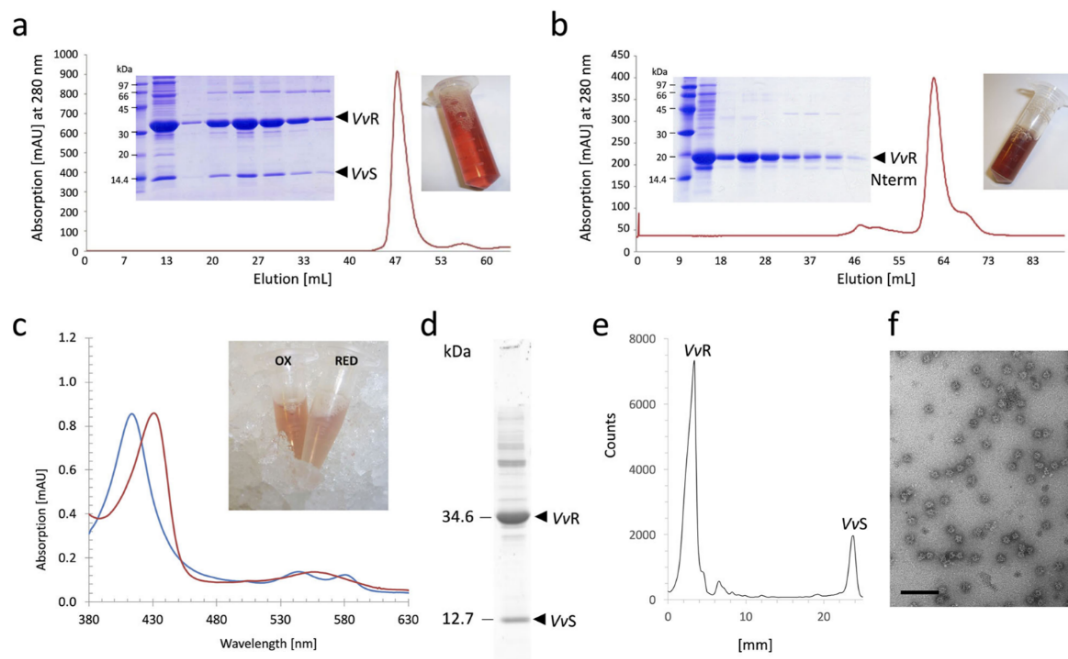 a
Absorption [mAU] at 280 nm
1000
900
800
700
600
500
400
300
200
100
0
kDa
97
66
45
30
20
14.4
VvR
VvS
0 7 13 20 27 33 40 47 53 60
Elution [mL]
b
Absorption [mAU] at 280 nm
450
400
350
300
250
200
150
100
50
0
kDa
97
66
45
30
20
14.4
VvR
Nterm
0 9 13 24 28 37 46 55 64 73 83
Elution [mL]
c
Absorption [mAU]
1.2
1.0
0.8
0.6
0.4
0.2
0.0
OX RED
380 430 480 530 580 630
Wavelength [nm]
d
kDa
34.6 VvR
12.7 VvS
e
Counts
8000
6000
4000
2000
0
VvR
VvS
0 10 20
[mm]
f